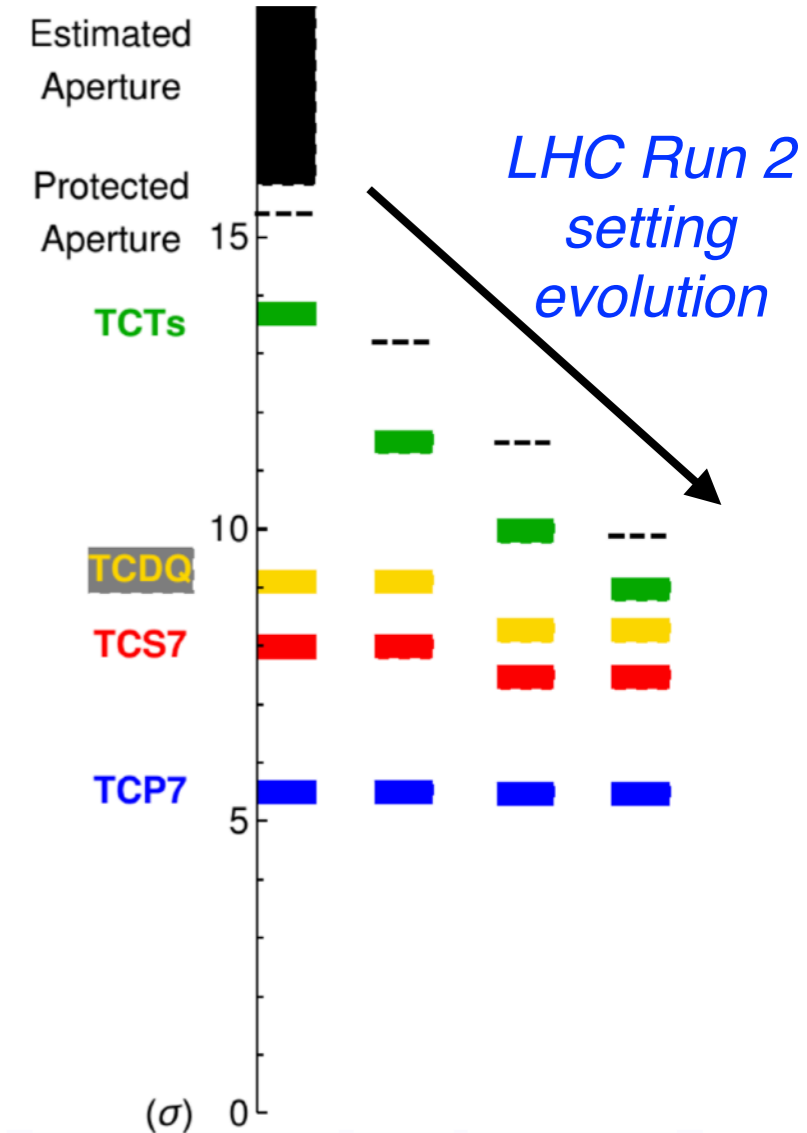 Estimated
Aperture
Protected
Aperture
15
LHC Run 2
setting
evolution
TCTs
10
TCDQ
TCS7
TCP7
5
(σ) 0